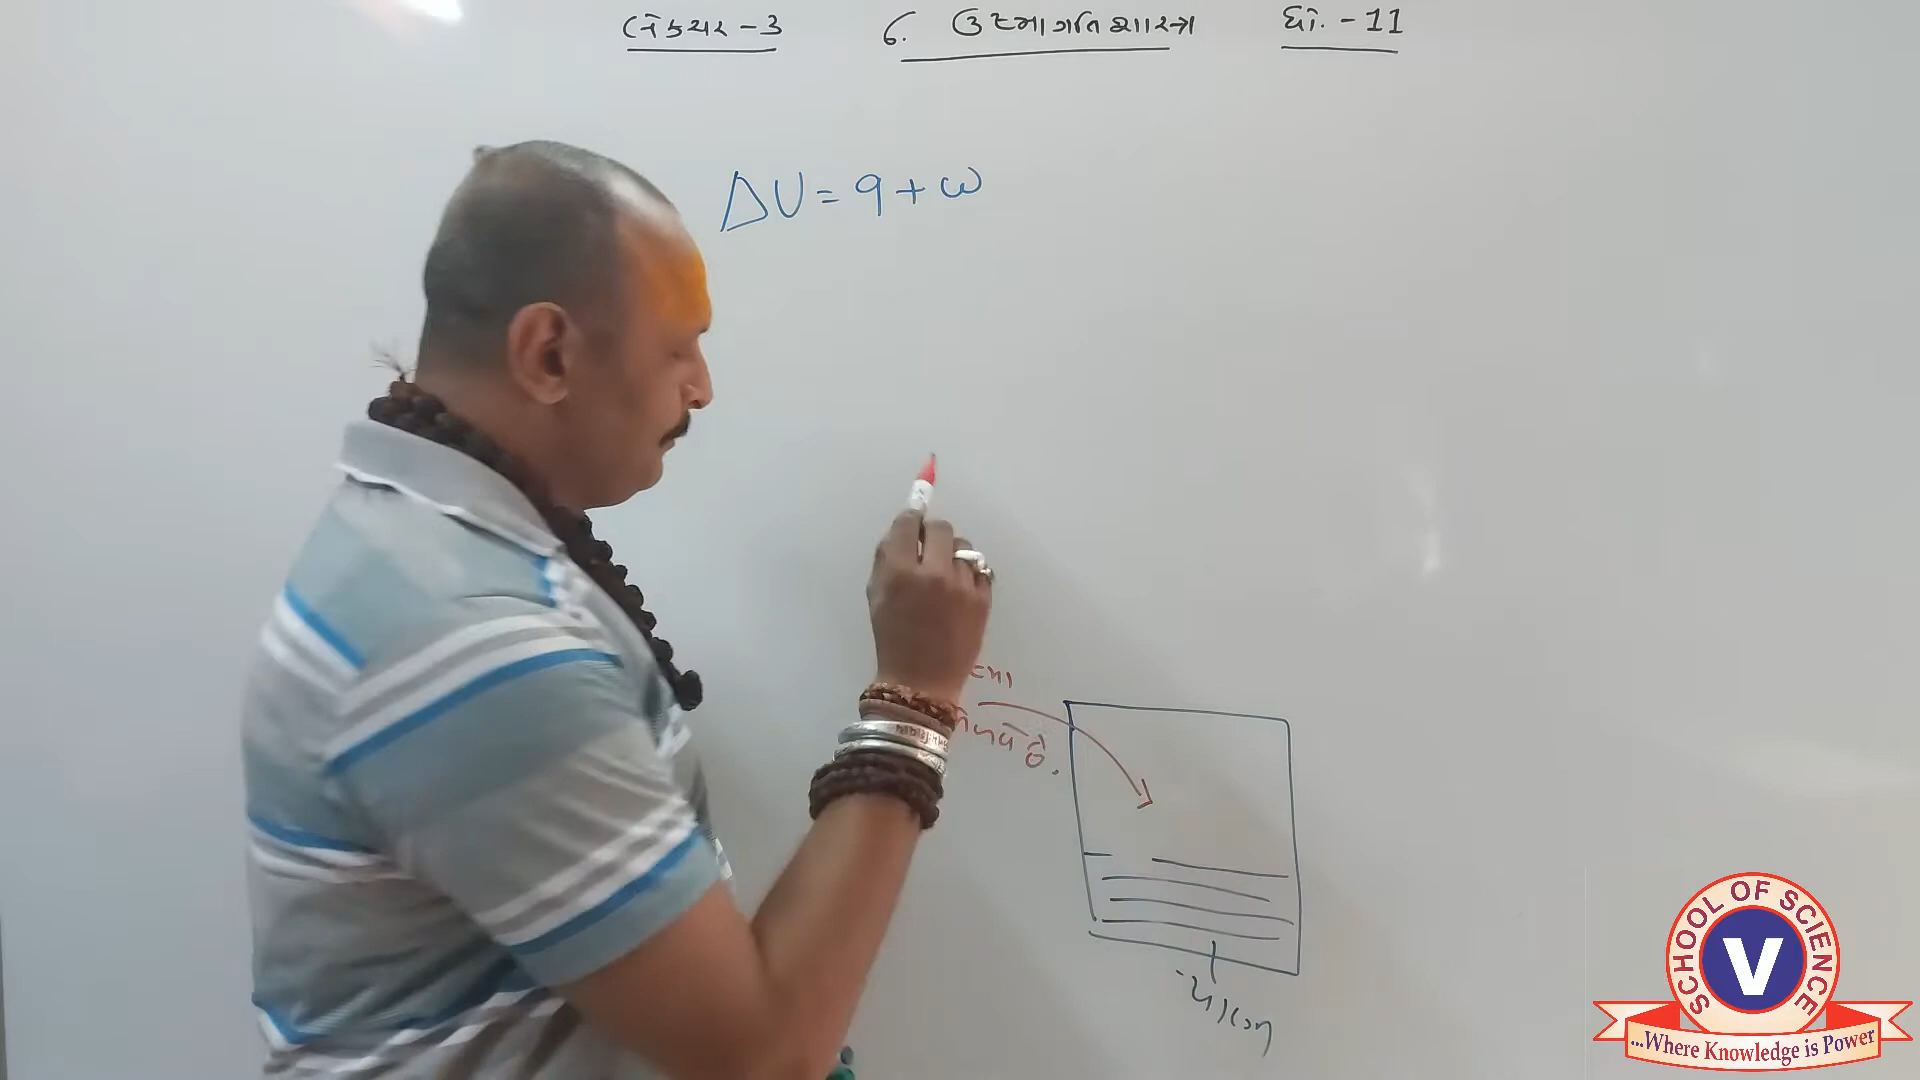 લેક્ચર - 3 6. ઉષ્માગતિશાસ્ત્ર ધો. - 11
ΔU = q + w
છે.
SCHOOL OF SCIENCE
V
...Where Knowledge is Power